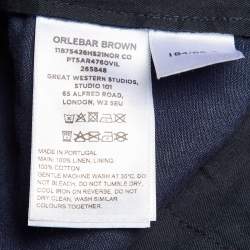 ORLEBAR BROWN
11875426HS21NOR CO
PT5AR4760VIL
265848
GREAT WESTERN STUDIOS,
STUDIO 101
65 ALFRED ROAD,
LONDON, W2 5EU
MADE IN PORTUGAL
MAIN: 100% LINEN, LINING:
100% COTTON.
GENTLE MACHINE WASH AT 30°C. DO
NOT BLEACH. DO NOT TUMBLE DRY.
COOL IRON ON REVERSE. DO NOT
DRY CLEAN. WASH SIMILAR
COLOURS TOGETHER.